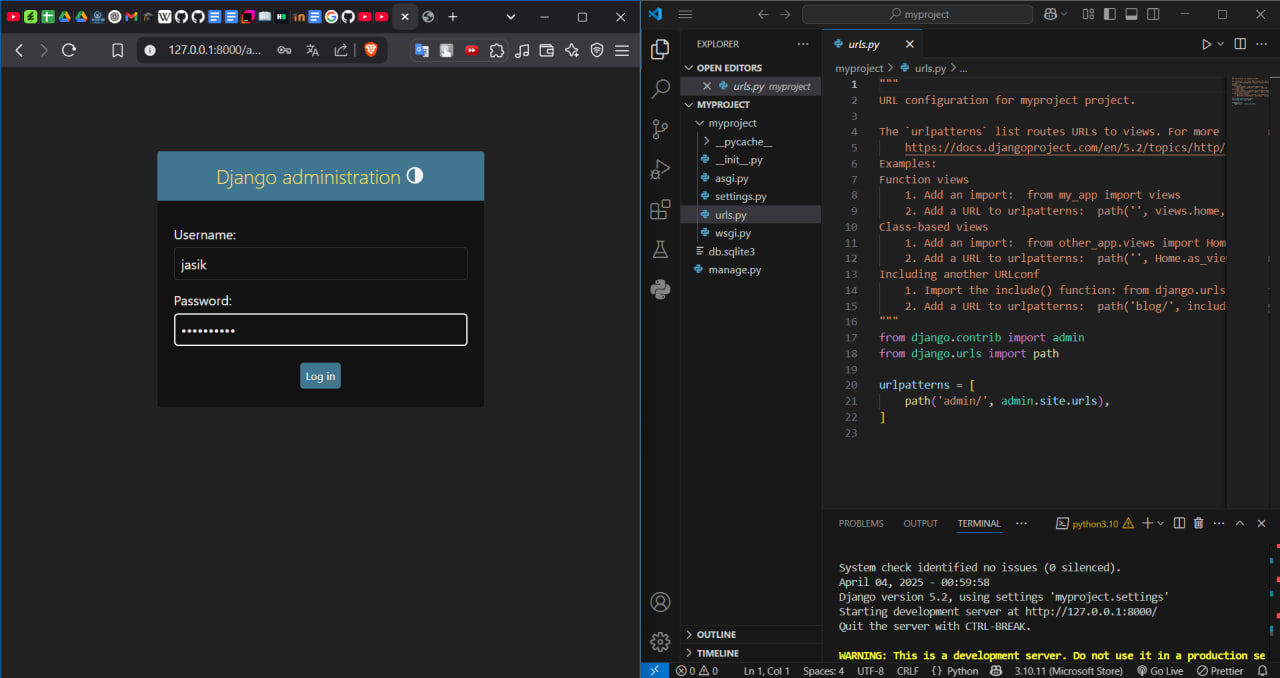 127.0.0.1:8000/a...
Django administration
Username:
jasik
Password:
••••••••••
Log in
myproject
EXPLORER
OPEN EDITORS
urls.py myproject
MYPROJECT
myproject
__pycache__
__init__.py
asgi.py
settings.py
urls.py
wsgi.py
db.sqlite3
manage.py
OUTLINE
TIMELINE
urls.py
myproject > urls.py > ...
1 """
2 URL configuration for myproject project.
3
4 The `urlpatterns` list routes URLs to views. For more
5 https://docs.djangoproject.com/en/5.2/topics/http/
6 Examples:
7 Function views
8 1. Add an import:  from my_app import views
9 2. Add a URL to urlpatterns:  path('', views.home,
10 Class-based views
11 1. Add an import:  from other_app.views import Hom
12 2. Add a URL to urlpatterns:  path('', Home.as_vie
13 Including another URLconf
14 1. Import the include() function: from django.urls
15 2. Add a URL to urlpatterns:  path('blog/', includ
16 """
17 from django.contrib import admin
18 from django.urls import path
19
20 urlpatterns = [
21 path('admin/', admin.site.urls),
22 ]
23
PROBLEMS OUTPUT TERMINAL ... python3.10
System check identified no issues (0 silenced).
April 04, 2025 - 00:59:58
Django version 5.2, using settings 'myproject.settings'
Starting development server at http://127.0.0.1:8000/
Quit the server with CTRL-BREAK.
WARNING: This is a development server. Do not use it in a production se
0 0 Ln 1, Col 1 Spaces: 4 UTF-8 CRLF {} Python 3.10.11 (Microsoft Store) Go Live Prettier